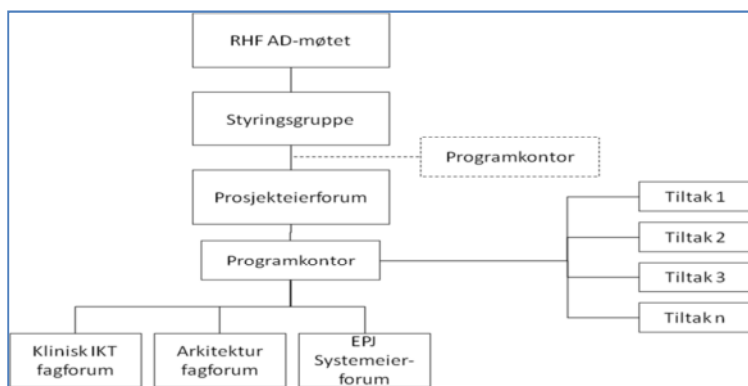 RHF AD-møtet
Styringsgruppe
Programkontor
Prosjekteierforum
Tiltak 1
Tiltak 2
Programkontor
Tiltak 3
Tiltak n
Klinisk IKT
fagforum
Arkitektur
fagforum
EPJ
Systemeier-
forum